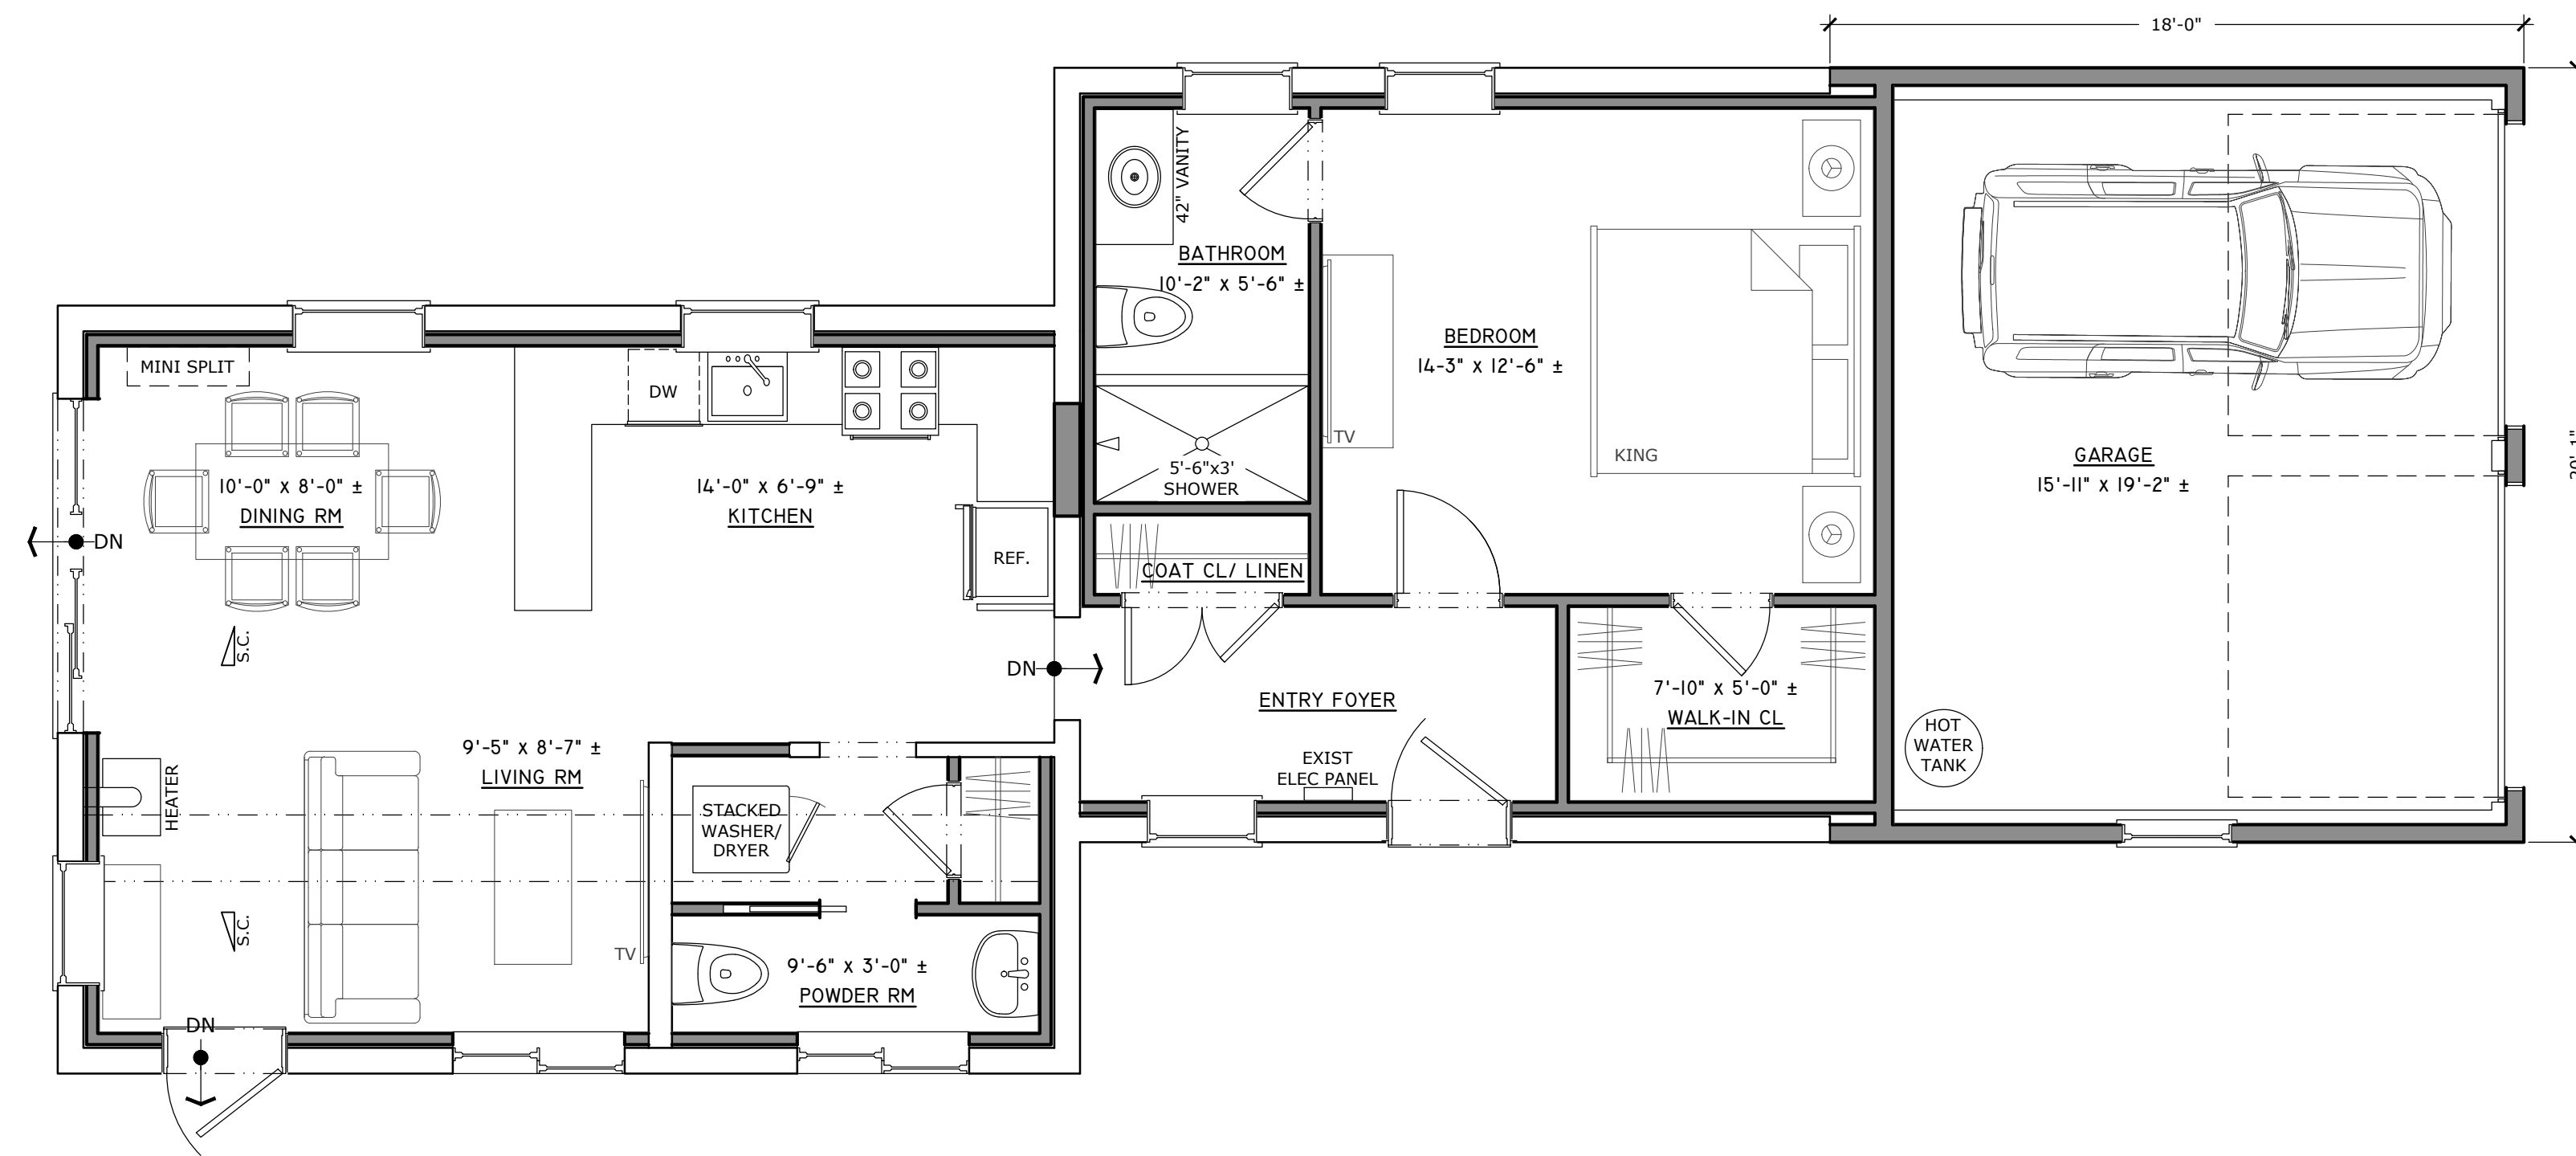 18'-0"
42" VANITY
BATHROOM
10'-2" X 5'-6" ±
BEDROOM
14-3" X 12'-6" ±
MINI SPLIT
DW
TV
KING
GARAGE
15'-11" X 19'-2" ±
5'-6"x3'
SHOWER
10'-0" X 8'-0" ±
DINING RM
14'-0" X 6'-9" ±
KITCHEN
DN
REF.
COAT CL/ LINEN
S.C.
DN
ENTRY FOYER
7'-10" X 5'-0" ±
WALK-IN CL
HOT
WATER
TANK
9'-5" X 8'-7" ±
LIVING RM
HEATER
EXIST
ELEC PANEL
STACKED
WASHER/
DRYER
S.C.
TV
9'-6" X 3'-0" ±
POWDER RM
DN